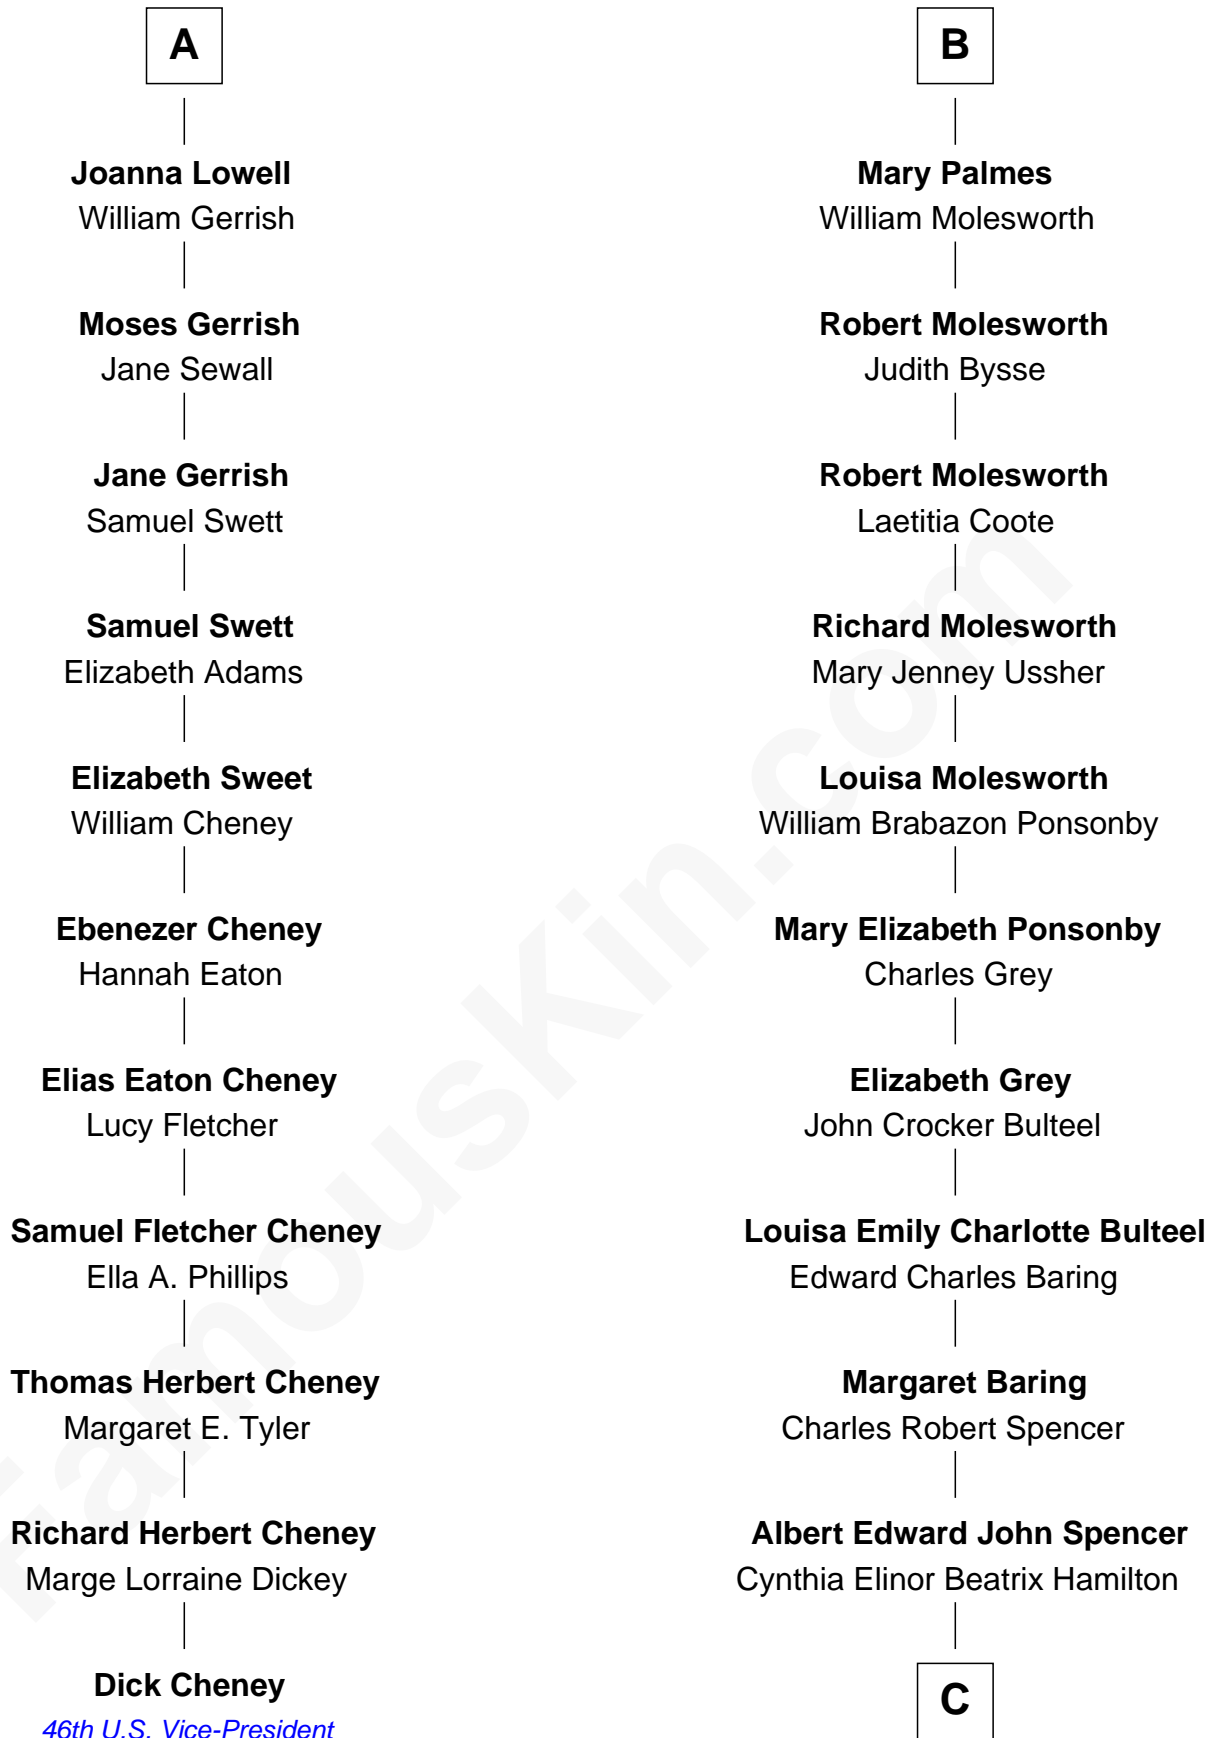 A
Joanna Lowell
William Gerrish
Moses Gerrish
Jane Sewall
Jane Gerrish
Samuel Swett
Samuel Swett
Elizabeth Adams
Elizabeth Sweet
William Cheney
Ebenezer Cheney
Hannah Eaton
Elias Eaton Cheney
Lucy Fletcher
Samuel Fletcher Cheney
Ella A. Phillips
Thomas Herbert Cheney
Margaret E. Tyler
Richard Herbert Cheney
Marge Lorraine Dickey
Dick Cheney
46th U.S. Vice-President
B
Mary Palmes
William Molesworth
Robert Molesworth
Judith Bysse
Robert Molesworth
Laetitia Coote
Richard Molesworth
Mary Jenney Ussher
Louisa Molesworth
William Brabazon Ponsonby
Mary Elizabeth Ponsonby
Charles Grey
Elizabeth Grey
John Crocker Bulteel
Louisa Emily Charlotte Bulteel
Edward Charles Baring
Margaret Baring
Charles Robert Spencer
Albert Edward John Spencer
Cynthia Elinor Beatrix Hamilton
C
FamousKin.com